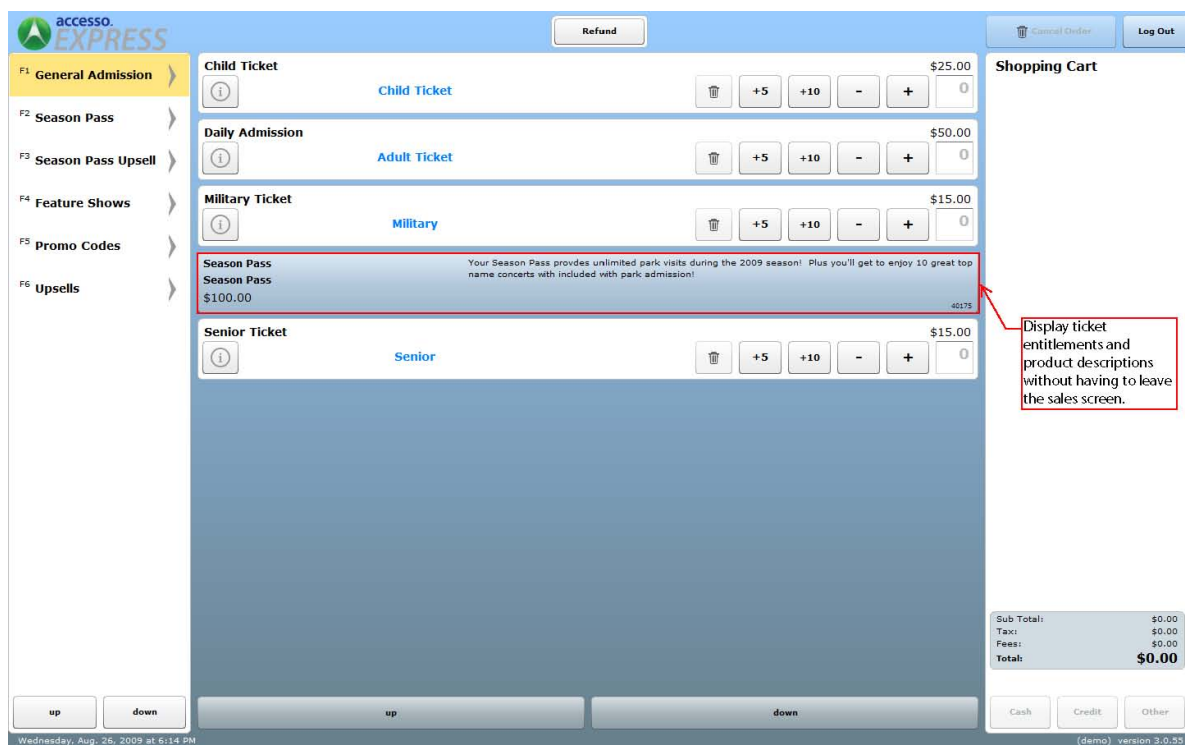 accesso.
EXPRESS
Refund
Cancel Order
Log Out
F1 General Admission
F2 Season Pass
F3 Season Pass Upsell
F4 Feature Shows
F5 Promo Codes
F6 Upsells
up
down
Child Ticket
$25.00
Child Ticket
+5
+10
-
+
0
Daily Admission
$50.00
Adult Ticket
+5
+10
-
+
0
Military Ticket
$15.00
Military
+5
+10
-
+
0
Season Pass
Season Pass
$100.00
Your Season Pass provdes unlimited park visits during the 2009 season! Plus you'll get to enjoy 10 great top
name concerts with included with park admission!
40175
Senior Ticket
$15.00
Senior
+5
+10
-
+
0
up
down
Shopping Cart
Display ticket
entitlements and
product descriptions
without having to leave
the sales screen.
Sub Total: $0.00
Tax: $0.00
Fees: $0.00
Total: $0.00
Cash
Credit
Other
Wednesday, Aug. 26, 2009 at 6:14 PM
(demo) version 3.0.55